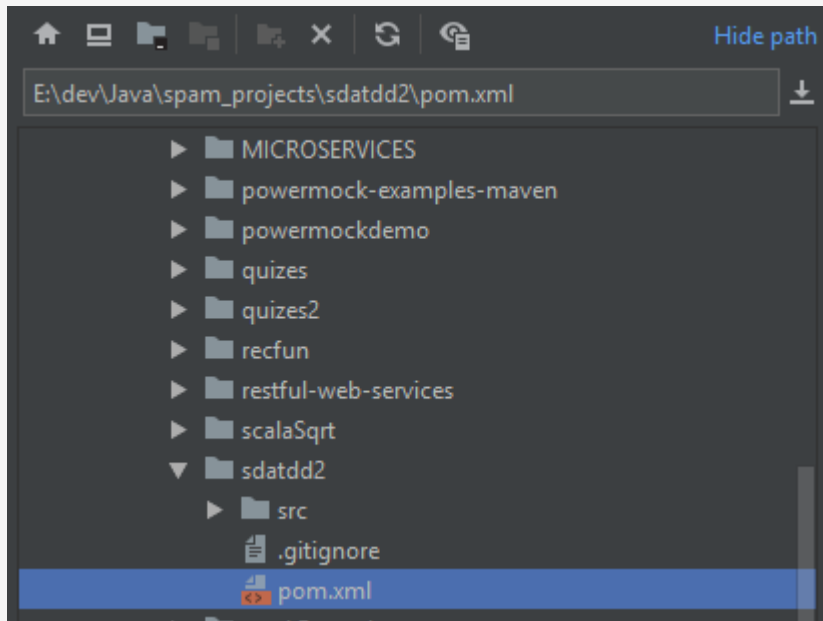 Hide path
E:\dev\Java\spam_projects\sdatdd2\pom.xml
MICROSERVICES
powermock-examples-maven
powermockdemo
quizes
quizes2
recfun
restful-web-services
scalaSqrt
sdatdd2
src
.gitignore
pom.xml